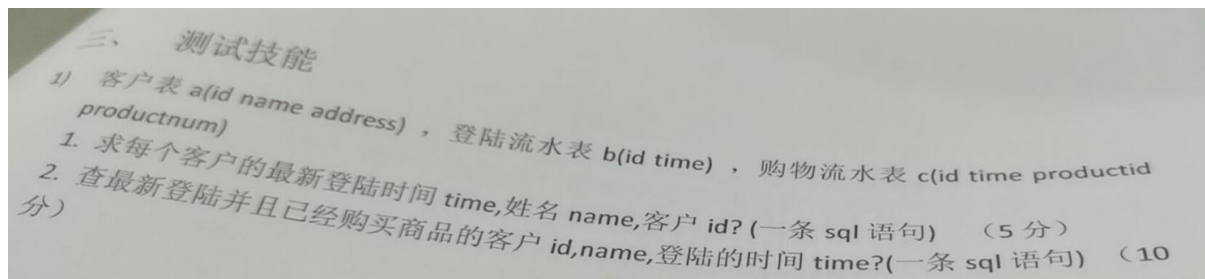 三、 测试技能
1) 客户表 a(id name address) ，登陆流水表 b(id time) ，购物流水表 c(id time productid
productnum)
1. 求每个客户的最新登陆时间 time,姓名 name,客户 id? (一条 sql 语句) （5 分）
2. 查最新登陆并且已经购买商品的客户 id,name,登陆的时间 time?(一条 sql 语句) （10
分）